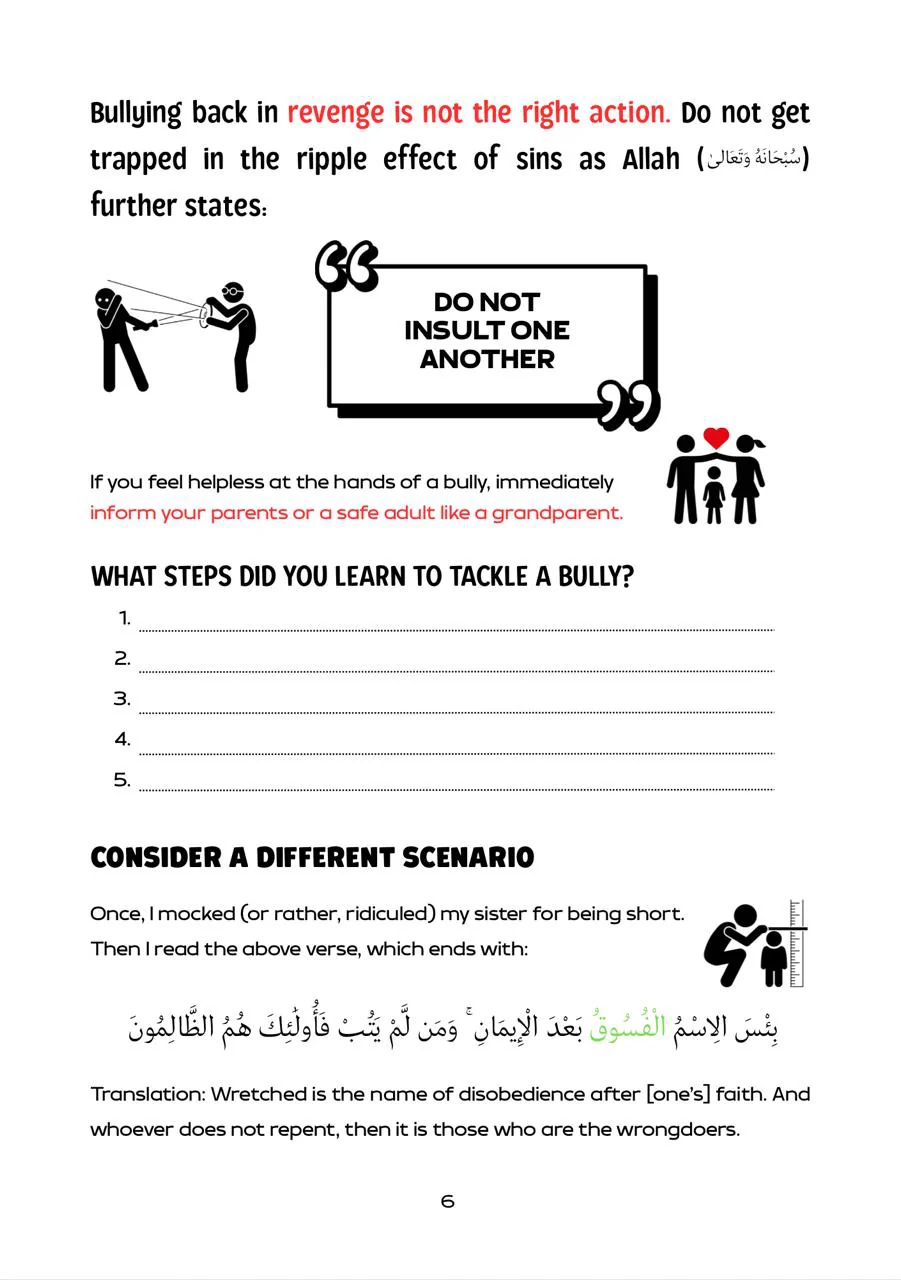 Bullying back in revenge is not the right action. Do not get
trapped in the ripple effect of sins as Allah (سُبْحَانَهُ وَتَعَالىٰ)
further states:
DO NOT
INSULT ONE
ANOTHER
If you feel helpless at the hands of a bully, immediately
inform your parents or a safe adult like a grandparent.
WHAT STEPS DID YOU LEARN TO TACKLE A BULLY?
1.
2.
3.
4.
5.
CONSIDER A DIFFERENT SCENARIO
Once, I mocked (or rather, ridiculed) my sister for being short.
Then I read the above verse, which ends with:
بِئْسَ الِاسْمُ الْفُسُوقُ بَعْدَ الْإِيمَانِ ۚ وَمَن لَّمْ يَتُبْ فَأُولَٰئِكَ هُمُ الظَّالِمُونَ
Translation: Wretched is the name of disobedience after [one's] faith. And
whoever does not repent, then it is those who are the wrongdoers.
6